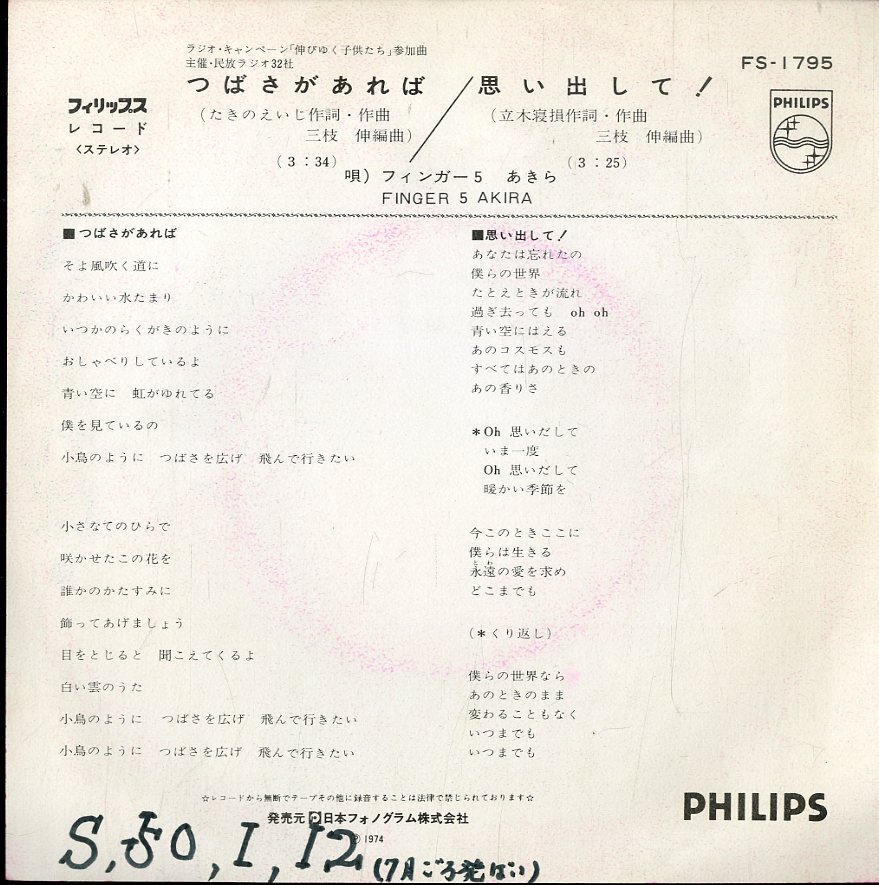 ラジオ・キャンペーン「伸びゆく子供たち」参加曲
主催・民放ラジオ32社
FS-1795
フィリップス
レコード
〈ステレオ〉
つばさがあれば/思い出して!
(たきのえいじ作詞・作曲
三枝 伸編曲)
(3:34)
(立木寝損作詞・作曲
三枝 伸編曲)
(3:25)
PHILIPS
唄) フィンガー5 あきら
FINGER 5 AKIRA
■つばさがあれば
そよ風吹く道に
かわいい水たまり
いつかのらくがきのように
おしゃべりしているよ
青い空に 虹がゆれてる
僕を見ているの
小鳥のように つばさを広げ 飛んで行きたい
小さなてのひらで
咲かせたこの花を
誰かのかたすみに
飾ってあげましょう
目をとじると 聞こえてくるよ
白い雲のうた
小鳥のように つばさを広げ 飛んで行きたい
小鳥のように つばさを広げ 飛んで行きたい
■思い出して!
あなたは忘れたの
僕らの世界
たとえときが流れ
過ぎ去っても oh oh
青い空にはえる
あのコスモスも
すべてはあのときの
あの香りさ
*Oh 思いだして
いま一度
Oh 思いだして
暖かい季節を
今このときここに
僕らは生きる
永遠の愛を求め
とわ
どこまでも
(*くり返し)
僕らの世界なら
あのときのまま
変わることもなく
いつまでも
いつまでも
☆レコードから無断でテープその他に録音することは法律で禁じられております☆
発売元 日本フォノグラム株式会社
Ⓟ1974
PHILIPS
S,50,1,12 (7月ごろ発ばい)